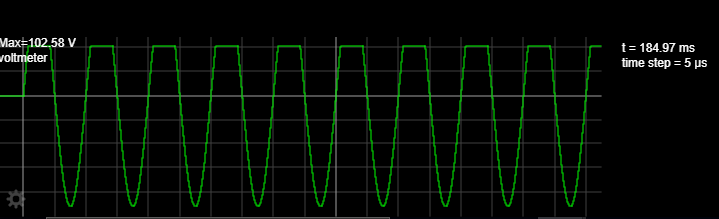 Max=102.58 V
voltmeter
t = 184.97 ms
time step = 5 μs